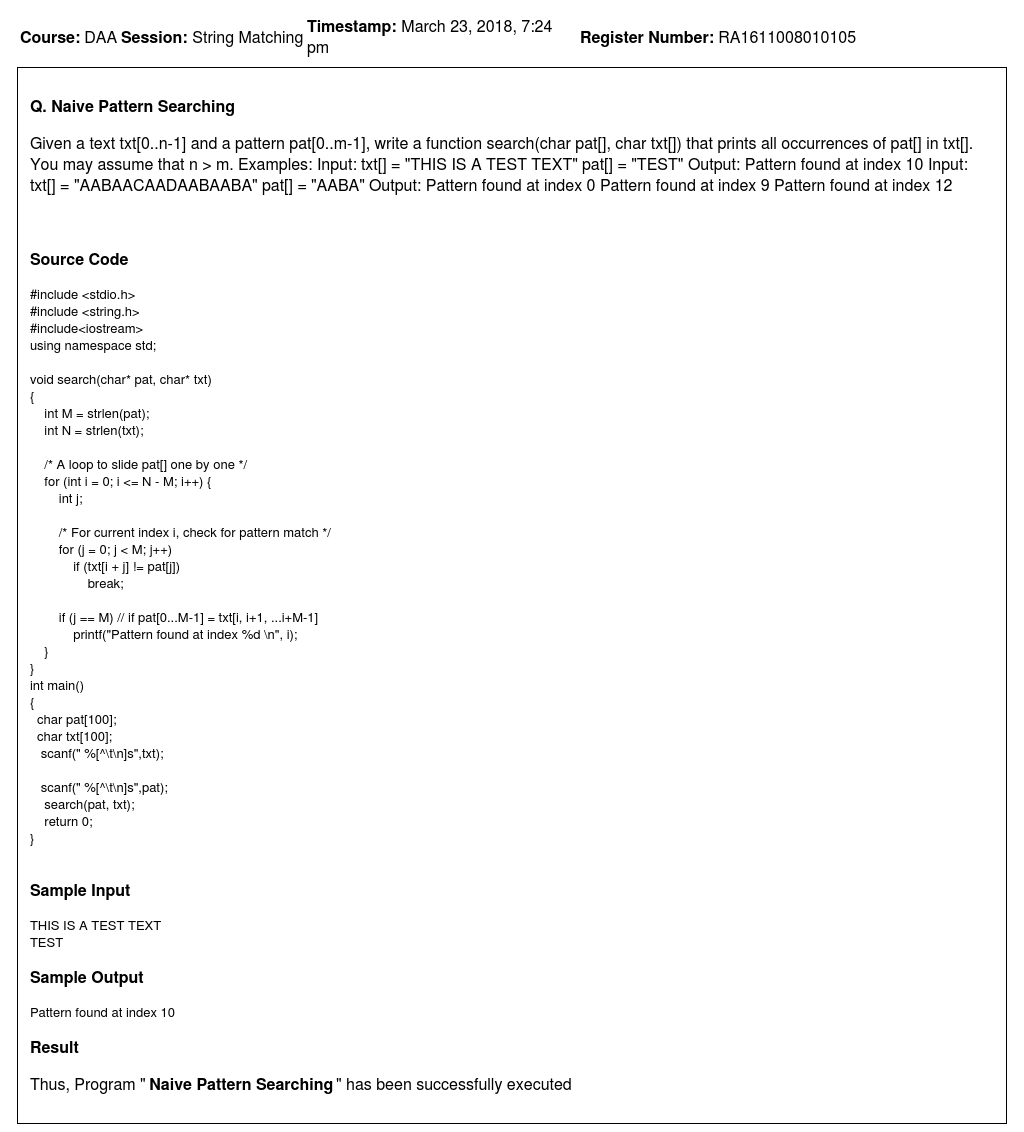 Course: DAA Session: String Matching Timestamp: March 23, 2018, 7:24 pm Register Number: RA1611008010105
Q. Naive Pattern Searching
Given a text txt[0..n-1] and a pattern pat[0..m-1], write a function search(char pat[], char txt[]) that prints all occurrences of pat[] in txt[].
You may assume that n > m. Examples: Input: txt[] = "THIS IS A TEST TEXT" pat[] = "TEST" Output: Pattern found at index 10 Input:
txt[] = "AABAACAADAABAABA" pat[] = "AABA" Output: Pattern found at index 0 Pattern found at index 9 Pattern found at index 12
Source Code
#include <stdio.h>
#include <string.h>
#include<iostream>
using namespace std;
void search(char* pat, char* txt)
{
    int M = strlen(pat);
    int N = strlen(txt);
    /* A loop to slide pat[] one by one */
    for (int i = 0; i <= N - M; i++) {
        int j;
        /* For current index i, check for pattern match */
        for (j = 0; j < M; j++)
            if (txt[i + j] != pat[j])
                break;
        if (j == M) // if pat[0...M-1] = txt[i, i+1, ...i+M-1]
            printf("Pattern found at index %d \n", i);
    }
}
int main()
{
  char pat[100];
  char txt[100];
   scanf(" %[^\t\n]s",txt);
   scanf(" %[^\t\n]s",pat);
    search(pat, txt);
    return 0;
}
Sample Input
THIS IS A TEST TEXT
TEST
Sample Output
Pattern found at index 10
Result
Thus, Program " Naive Pattern Searching " has been successfully executed